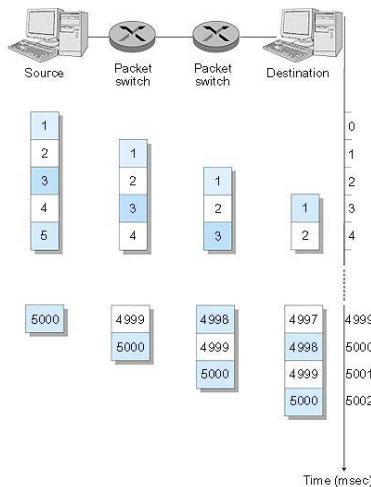 Source Packet switch Packet switch Destination
1 0
2 1 1
3 2 1 2
4 3 2 1 3
5 4 3 2 4
5000 4999 4998 4997 4999
5000 4999 4998 5000
5000 4999 5001
5000 5002
Time (msec)